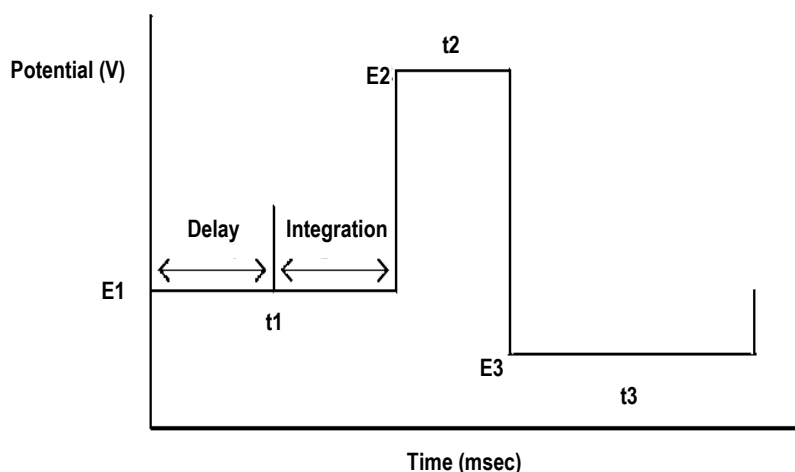 t2
Potential (V)
E2
Delay
Integration
E1
t1
E3
t3
Time (msec)